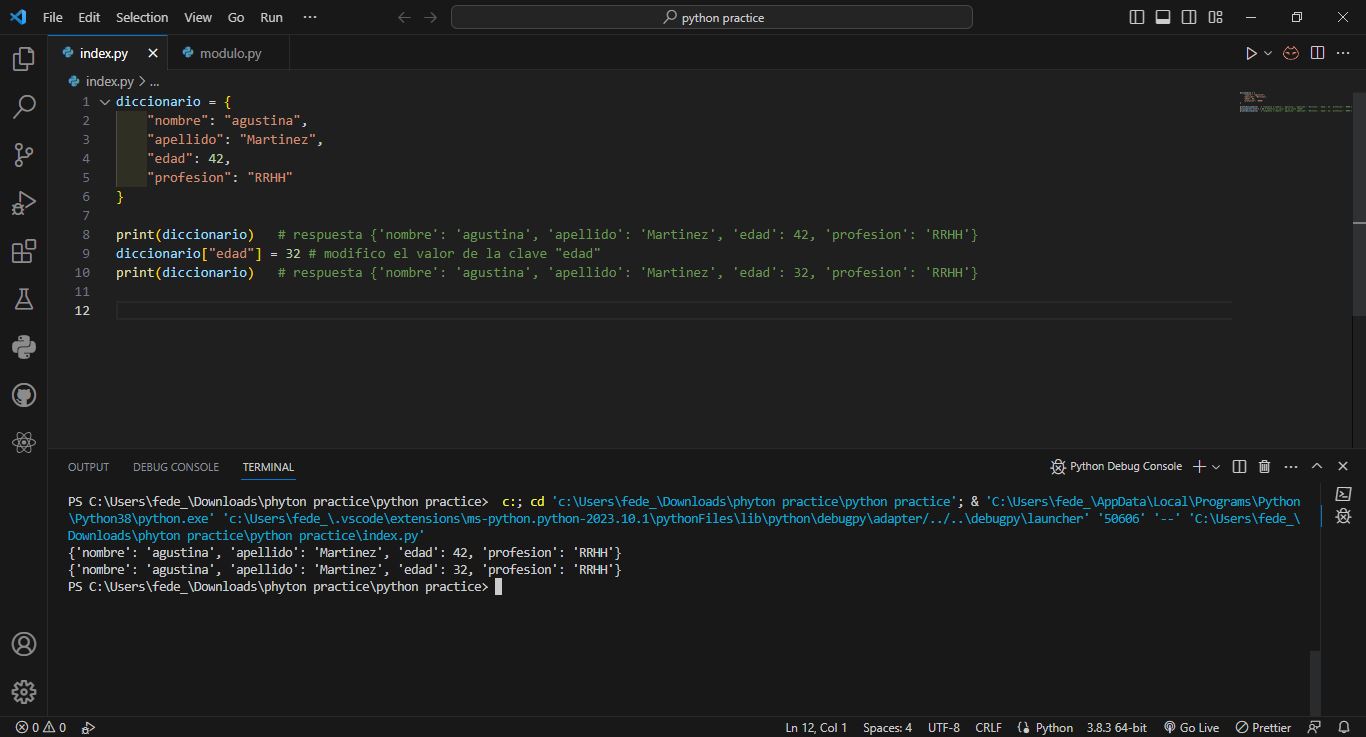 File Edit Selection View Go Run ··· python practice
index.py modulo.py
index.py > ...
1 diccionario = {
2     "nombre": "agustina",
3     "apellido": "Martinez",
4     "edad": 42,
5     "profesion": "RRHH"
6 }
7
8 print(diccionario)   # respuesta {'nombre': 'agustina', 'apellido': 'Martinez', 'edad': 42, 'profesion': 'RRHH'}
9 diccionario["edad"] = 32 # modifico el valor de la clave "edad"
10 print(diccionario)   # respuesta {'nombre': 'agustina', 'apellido': 'Martinez', 'edad': 32, 'profesion': 'RRHH'}
11
12
OUTPUT DEBUG CONSOLE TERMINAL Python Debug Console
PS C:\Users\fede_\Downloads\phyton practice\python practice>  c:; cd 'c:\Users\fede_\Downloads\phyton practice\python practice'; & 'C:\Users\fede_\AppData\Local\Programs\Python
\Python38\python.exe' 'c:\Users\fede_\.vscode\extensions\ms-python.python-2023.10.1\pythonFiles\lib\python\debugpy\adapter/../..\debugpy\launcher' '50606' '--' 'C:\Users\fede_\
Downloads\phyton practice\python practice\index.py'
{'nombre': 'agustina', 'apellido': 'Martinez', 'edad': 42, 'profesion': 'RRHH'}
{'nombre': 'agustina', 'apellido': 'Martinez', 'edad': 32, 'profesion': 'RRHH'}
PS C:\Users\fede_\Downloads\phyton practice\python practice>
0 0 Ln 12, Col 1 Spaces: 4 UTF-8 CRLF Python 3.8.3 64-bit Go Live Prettier